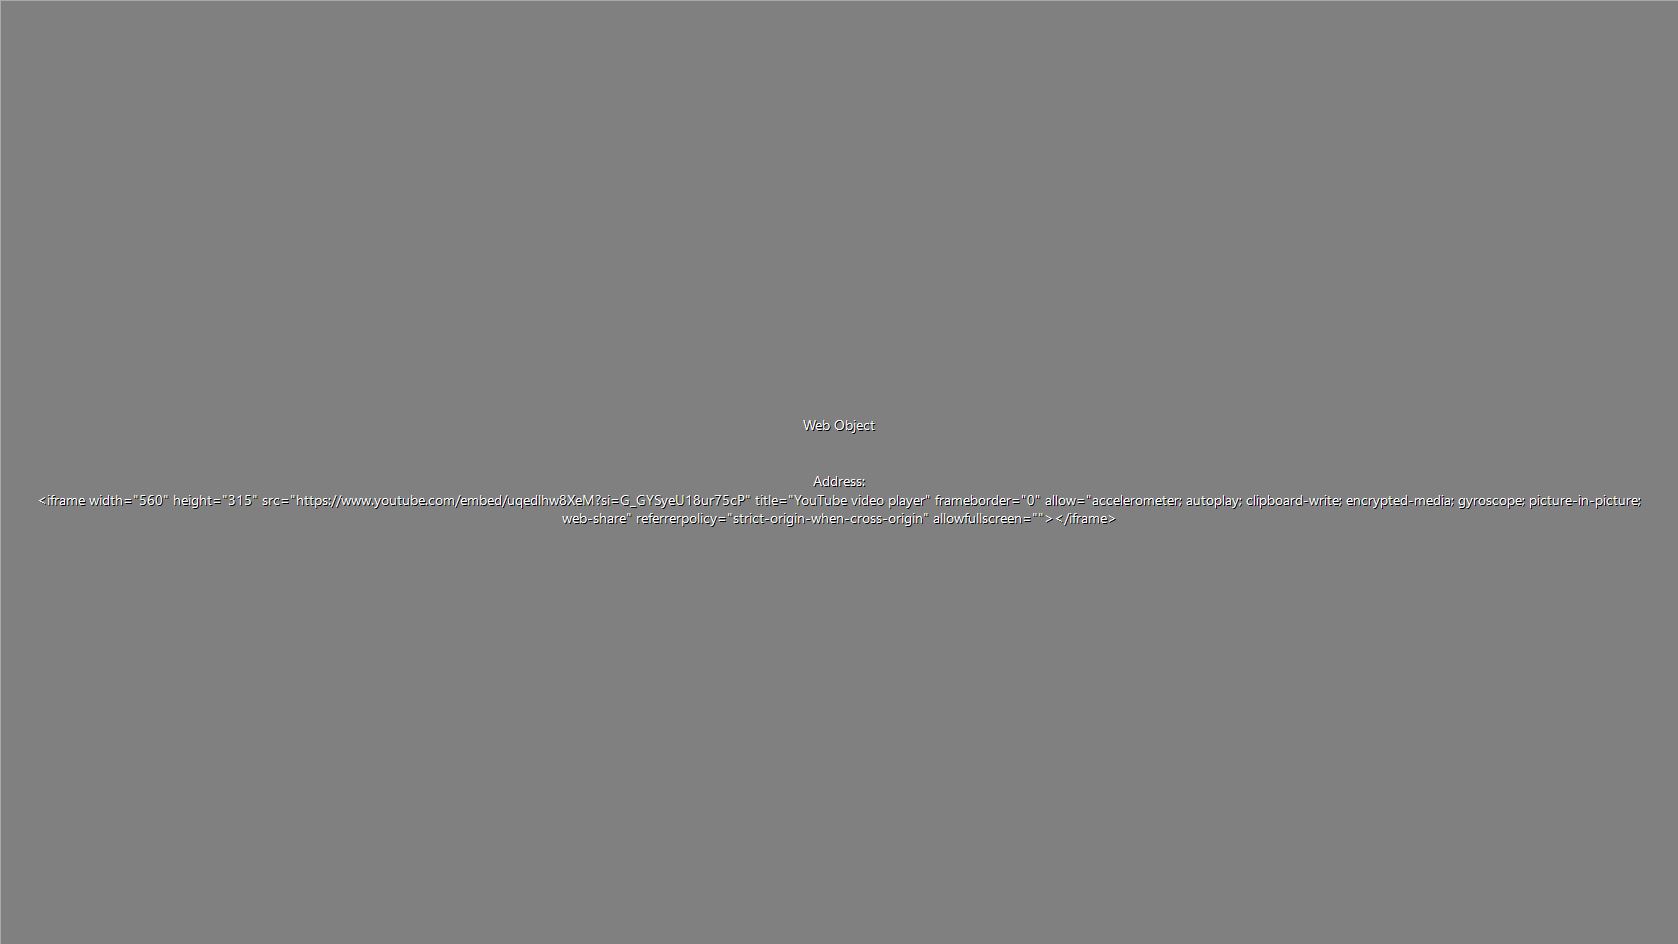 Web Object
Address:
<iframe width="560" height="315" src="https://www.youtube.com/embed/uqedlhw8XeM?si=G_GYSyeU18ur75cP" title="YouTube video player" frameborder="0" allow="accelerometer; autoplay; clipboard-write; encrypted-media; gyroscope; picture-in-picture;
web-share" referrerpolicy="strict-origin-when-cross-origin" allowfullscreen=""></iframe>